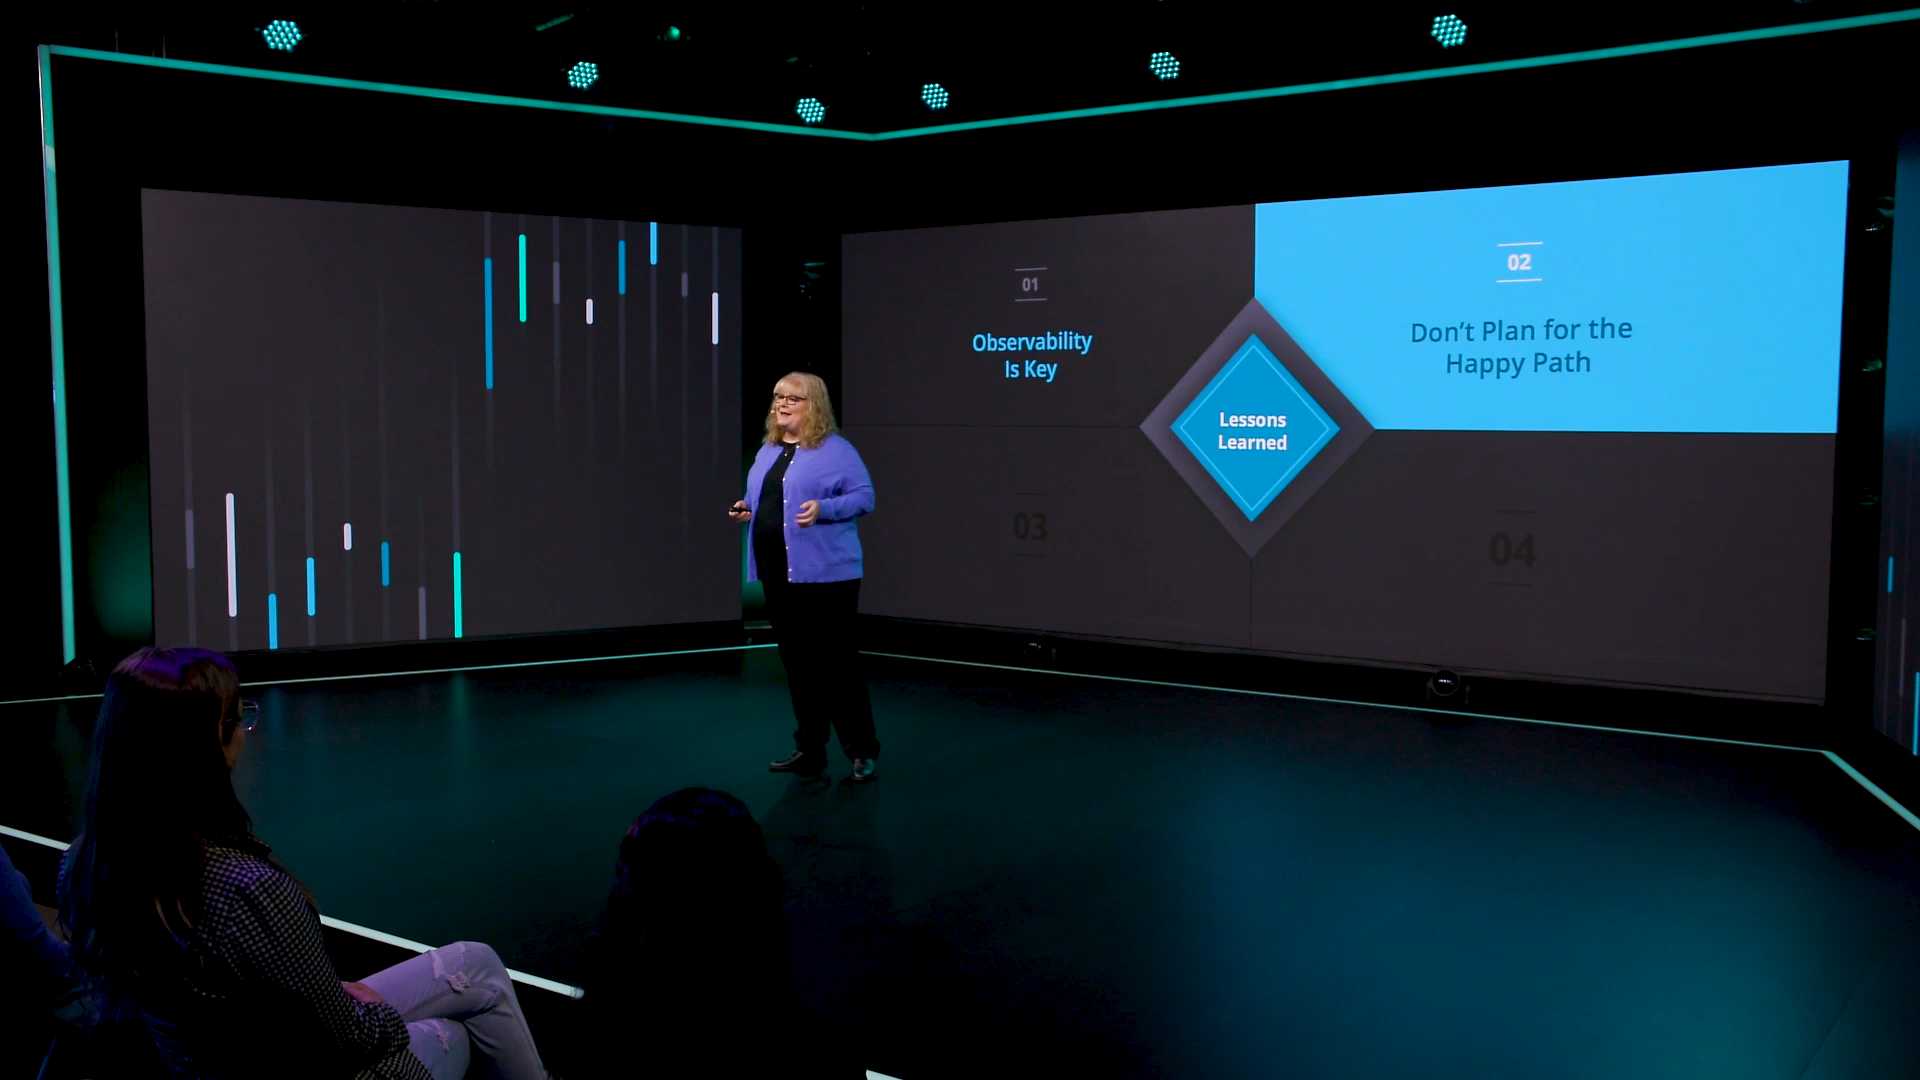 01
Observability
Is Key
02
Don't Plan for the
Happy Path
Lessons
Learned
03
04